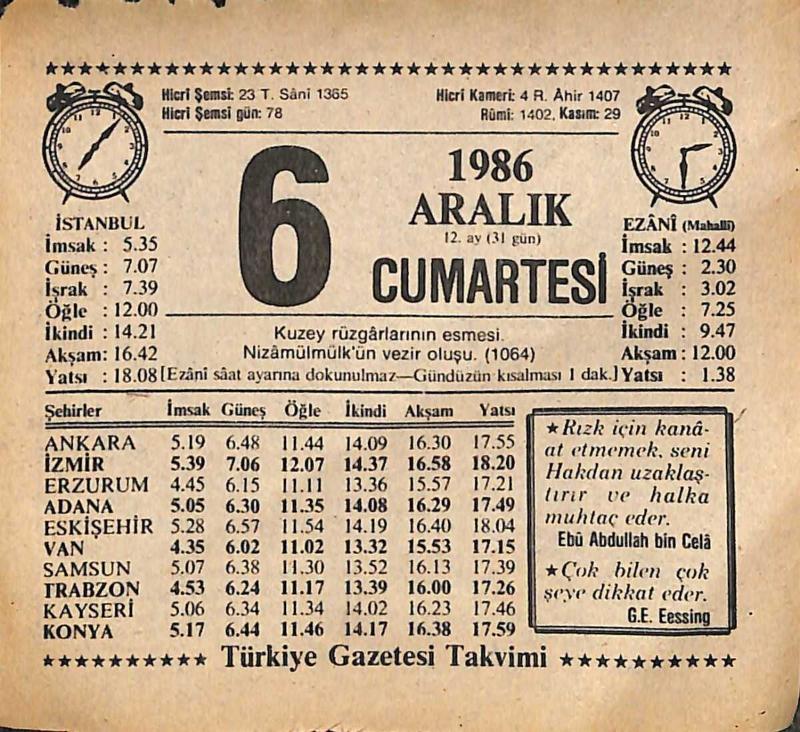 Hicrî Şemsî: 23 T. Sâni 1365
Hicrî Şemsî gün: 78
Hicrî Kamerî: 4 R. Âhir 1407
Rûmî: 1402, Kasım: 29
6
1986
ARALIK
12. ay (31 gün)
CUMARTESİ
İSTANBUL
İmsak : 5.35
Güneş : 7.07
İşrak : 7.39
Öğle : 12.00
İkindi : 14.21
Akşam: 16.42
Yatsı : 18.08
EZÂNÎ (Mahallî)
İmsak : 12.44
Güneş : 2.30
İşrak : 3.02
Öğle : 7.25
İkindi : 9.47
Akşam : 12.00
Yatsı : 1.38
Kuzey rüzgârlarının esmesi.
Nizâmülmülk'ün vezir oluşu. (1064)
[Ezânî sâat ayarına dokunulmaz—Gündüzün kısalması 1 dak.]
Şehirler İmsak Güneş Öğle İkindi Akşam Yatsı
ANKARA 5.19 6.48 11.44 14.09 16.30 17.55
İZMİR 5.39 7.06 12.07 14.37 16.58 18.20
ERZURUM 4.45 6.15 11.11 13.36 15.57 17.21
ADANA 5.05 6.30 11.35 14.08 16.29 17.49
ESKİŞEHİR 5.28 6.57 11.54 14.19 16.40 18.04
VAN 4.35 6.02 11.02 13.32 15.53 17.15
SAMSUN 5.07 6.38 11.30 13.52 16.13 17.39
TRABZON 4.53 6.24 11.17 13.39 16.00 17.26
KAYSERİ 5.06 6.34 11.34 14.02 16.23 17.46
KONYA 5.17 6.44 11.46 14.17 16.38 17.59
★Rızk için kanâ-
at etmemek, seni
Hakdan uzaklaş-
tırır ve halka
muhtaç eder.
Ebû Abdullah bin Celâ
★Çok bilen çok
şeye dikkat eder.
G.E. Eessing
Türkiye Gazetesi Takvimi